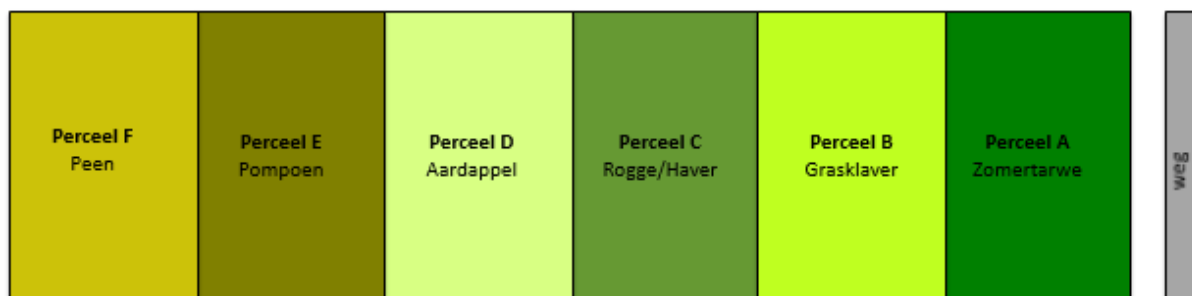 Perceel F
Peen
Perceel E
Pompoen
Perceel D
Aardappel
Perceel C
Rogge/Haver
Perceel B
Grasklaver
Perceel A
Zomertarwe
weg